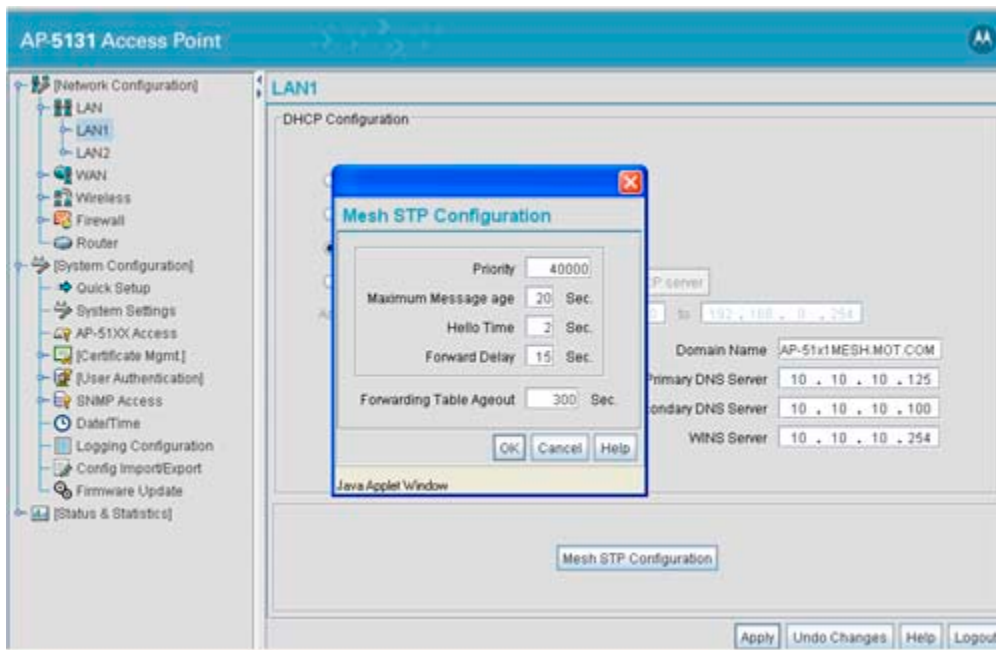 AP-5131 Access Point
[Network Configuration]
LAN
LAN1
LAN2
WAN
Wireless
Firewall
Router
[System Configuration]
Quick Setup
System Settings
AP-51XX Access
[Certificate Mgmt.]
[User Authentication]
SNMP Access
Date/Time
Logging Configuration
Config Import/Export
Firmware Update
[Status & Statistics]
LAN1
DHCP Configuration
Mesh STP Configuration
Priority 40000
Maximum Message age 20 Sec.
Hello Time 2 Sec.
Forward Delay 15 Sec.
Forwarding Table Ageout 300 Sec.
OK Cancel Help
Java Applet Window
server
to 192 . 168 . 0 . 254
Domain Name AP-51x1MESH.MOT.COM
Primary DNS Server 10 . 10 . 10 . 125
ondary DNS Server 10 . 10 . 10 . 100
WINS Server 10 . 10 . 10 . 254
Mesh STP Configuration
Apply Undo Changes Help Logout